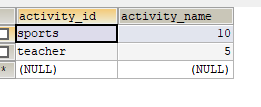 activity_id activity_name
sports 10
teacher 5
* (NULL) (NULL)